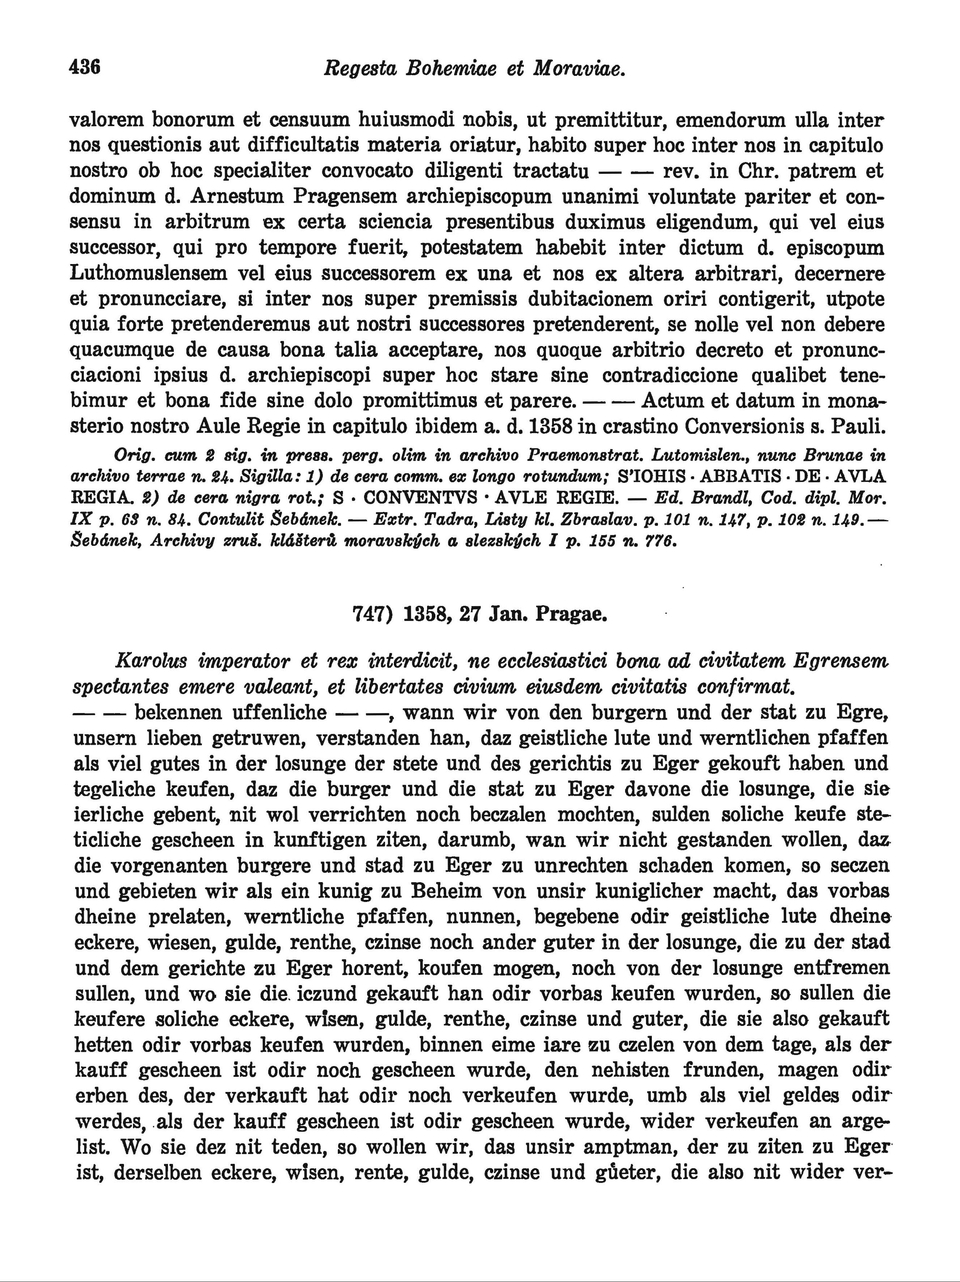 436 Regesta Bohemiae et Moraviae.
valorem bonorum et censuum huiusmodi nobis, ut premittitur, emendorum ulla inter
nos questionis aut difficultatis materia oriatur, habito super hoc inter nos in capitulo
nostro ob hoc specialiter convocato diligenti tractatu — — rev. in Chr. patrem et
dominum d. Arnestum Pragensem archiepiscopum unanimi voluntate pariter et con-
sensu in arbitrum ex certa sciencia presentibus duximus eligendum, qui vel eius
successor, qui pro tempore fuerit, potestatem habebit inter dictum d. episcopum
Luthomuslensem vel eius successorem ex una et nos ex altera arbitrari, decernere
et pronuncciare, si inter nos super premissis dubitacionem oriri contigerit, utpote
quia forte pretenderemus aut nostri successores pretenderent, se nolle vel non debere
quacumque de causa bona talia acceptare, nos quoque arbitrio decreto et pronunc-
ciacioni ipsius d. archiepiscopi super hoc stare sine contradiccione qualibet tene-
bimur et bona fide sine dolo promittimus et parere. — — Actum et datum in mona-
sterio nostro Aule Regie in capitulo ibidem a. d. 1358 in crastino Conversionis s. Pauli.
Orig. cum 2 sig. in press. perg. olim in archivo Praemonstrat. Lutomislen., nunc Brunae in
archivo terrae n. 24. Sigilla: 1) de cera comm. ex longo rotundum; S'IOHIS · ABBATIS · DE · AVLA
REGIA. 2) de cera nigra rot.; S · CONVENTVS · AVLE REGIE. — Ed. Brandl, Cod. dipl. Mor.
IX p. 63 n. 84. Contulit Šebánek. — Extr. Tadra, Listy kl. Zbraslav. p. 101 n. 147, p. 102 n. 149. —
Šebánek, Archivy zruš. klášterů moravských a slezských I p. 155 n. 776.
747) 1358, 27 Jan. Pragae.
Karolus imperator et rex interdicit, ne ecclesiastici bona ad civitatem Egrensem
spectantes emere valeant, et libertates civium eiusdem civitatis confirmat.
— — bekennen uffenliche — —, wann wir von den burgern und der stat zu Egre,
unsern lieben getruwen, verstanden han, daz geistliche lute und werntlichen pfaffen
als viel gutes in der losunge der stete und des gerichtis zu Eger gekouft haben und
tegeliche keufen, daz die burger und die stat zu Eger davone die losunge, die sie
ierliche gebent, nit wol verrichten noch beczalen mochten, sulden soliche keufe ste-
ticliche gescheen in kunftigen ziten, darumb, wan wir nicht gestanden wollen, daz
die vorgenanten burgere und stad zu Eger zu unrechten schaden komen, so seczen
und gebieten wir als ein kunig zu Beheim von unsir kuniglicher macht, das vorbas
dheine prelaten, werntliche pfaffen, nunnen, begebene odir geistliche lute dheine
eckere, wiesen, gulde, renthe, czinse noch ander guter in der losunge, die zu der stad
und dem gerichte zu Eger horent, koufen mogen, noch von der losunge entfremen
sullen, und wo sie die iczund gekauft han odir vorbas keufen wurden, so sullen die
keufere soliche eckere, wisen, gulde, renthe, czinse und guter, die sie also gekauft
hetten odir vorbas keufen wurden, binnen eime iare zu czelen von dem tage, als der
kauff gescheen ist odir noch gescheen wurde, den nehisten frunden, magen odir
erben des, der verkauft hat odir noch verkeufen wurde, umb als viel geldes odir
werdes, als der kauff gescheen ist odir gescheen wurde, wider verkeufen an arge-
list. Wo sie dez nit teden, so wollen wir, das unsir amptman, der zu ziten zu Eger
ist, derselben eckere, wisen, rente, gulde, czinse und gůeter, die also nit wider ver-